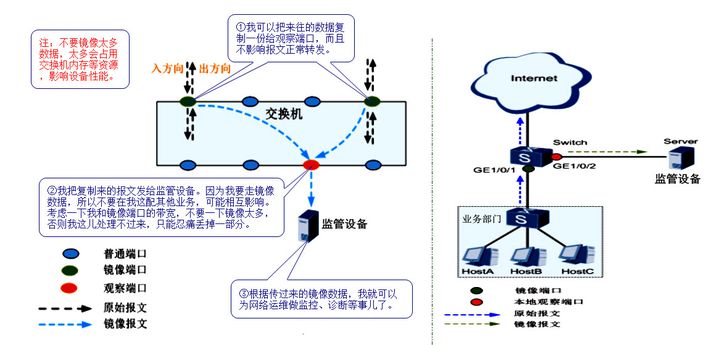 注：不要镜像太多
数据，太多会占用
交换机内存等资源
，影响设备性能。
①我可以把来往的数据复
制一份给观察端口，而且
不影响报文正常转发。
入方向
出方向
交换机
②我把复制来的报文发给监管设备。因为我要走镜像
数据，所以不要在我这配其他业务，可能相互影响。
考虑一下我和镜像端口的带宽，不要一下镜像太多，
否则我这儿处理不过来，只能忍痛丢掉一部分。
监管设备
普通端口
镜像端口
观察端口
原始报文
镜像报文
③根据传过来的镜像数据，我就可以
为网络运维做监控、诊断等事儿了。
Internet
Switch
Server
S
GE1/0/1
GE1/0/2
监管设备
业务部门
S
HostA
HostB
HostC
镜像端口
本地观察端口
原始报文
镜像报文